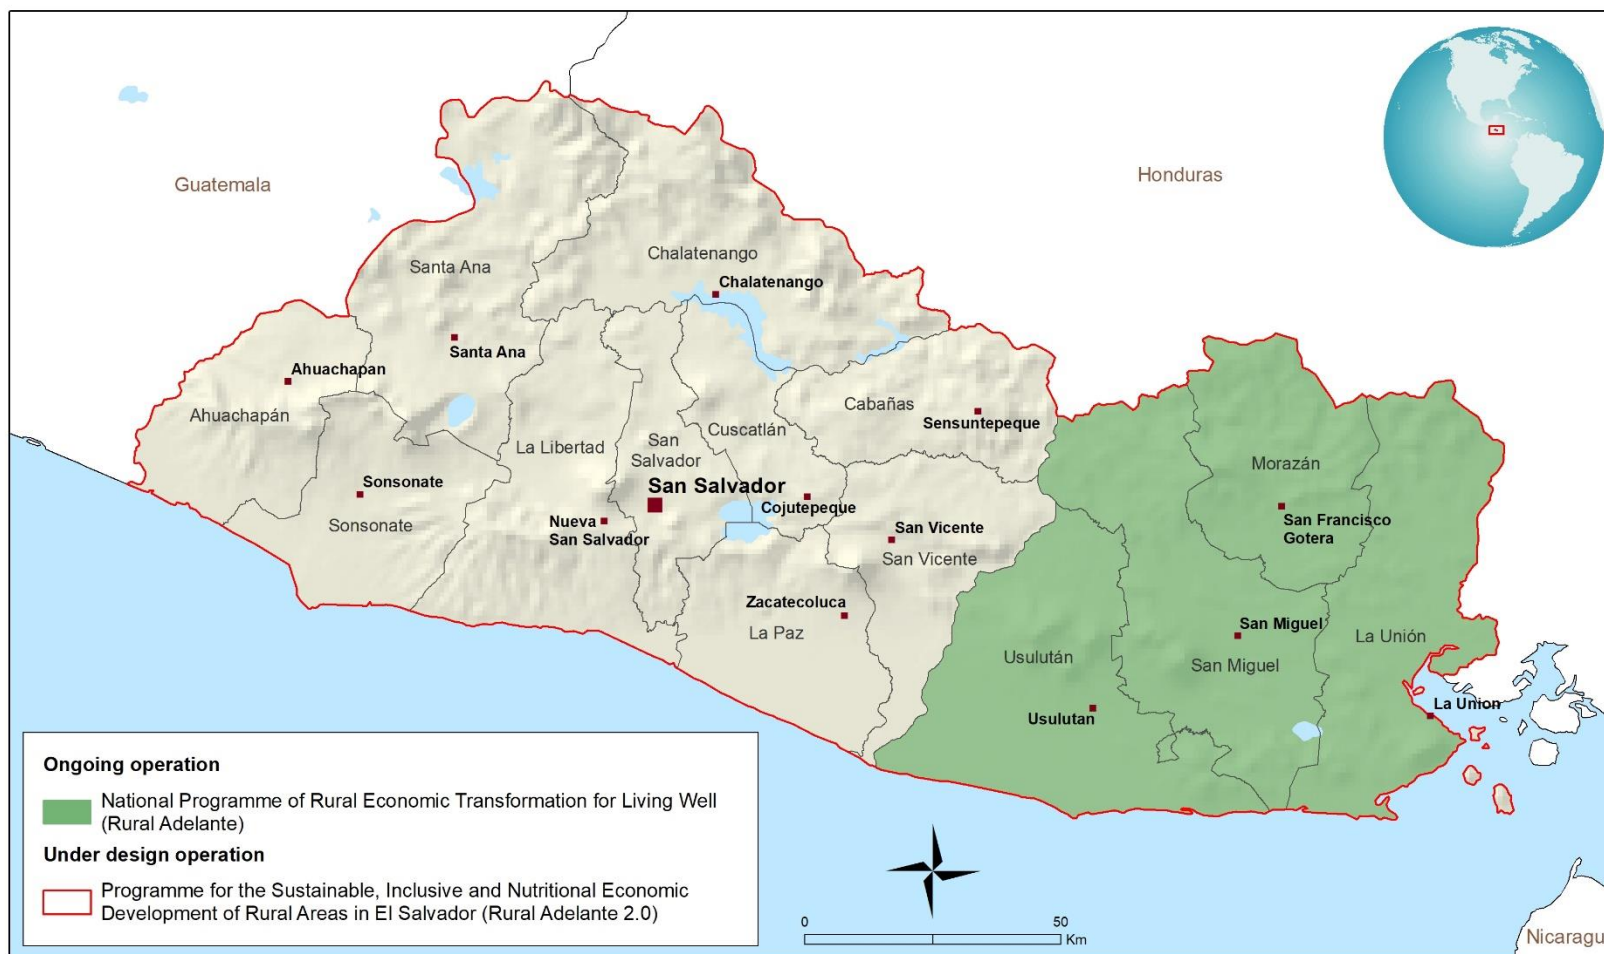 Guatemala
Honduras
Santa Ana
Chalatenango
Chalatenango
Santa Ana
Ahuachapan
Ahuachapán
Cabañas
Sensuntepeque
Cuscatlán
La Libertad
San
Salvador
San Salvador
Sonsonate
Sonsonate
Nueva
San Salvador
Cojutepeque
San Vicente
San Vicente
Morazán
San Francisco
Gotera
Zacatecoluca
La Paz
San Miguel
San Miguel
La Unión
Usulután
Usulutan
La Union
Ongoing operation
National Programme of Rural Economic Transformation for Living Well
(Rural Adelante)
Under design operation
Programme for the Sustainable, Inclusive and Nutritional Economic
Development of Rural Areas in El Salvador (Rural Adelante 2.0)
0 50
Km
Nicaragu